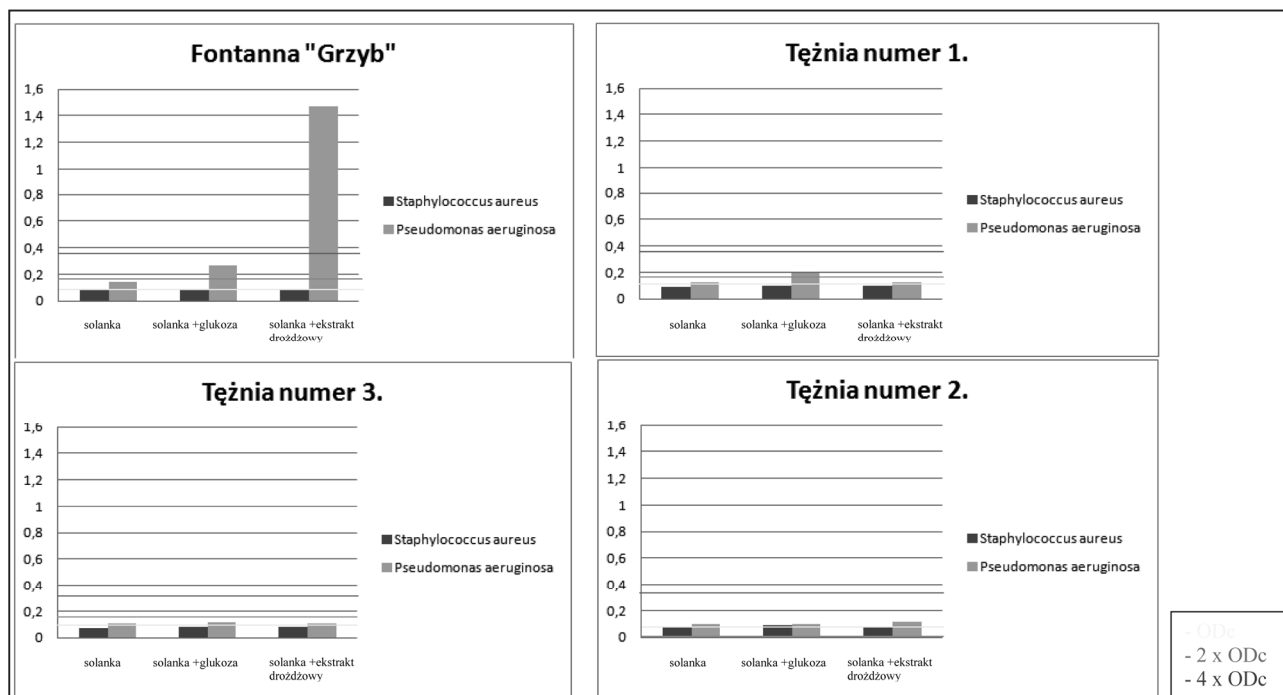 Fontanna "Grzyb"
1,6
1,4
1,2
1
0,8
0,6
0,4
0,2
0
solanka
solanka +glukoza
solanka +ekstrakt
drożdżowy
Staphylococcus aureus
Pseudomonas aeruginosa
Tężnia numer 1.
1,6
1,4
1,2
1
0,8
0,6
0,4
0,2
0
solanka
solanka +glukoza
solanka +ekstrakt
drożdżowy
Staphylococcus aureus
Pseudomonas aeruginosa
Tężnia numer 3.
1,6
1,4
1,2
1
0,8
0,6
0,4
0,2
0
solanka
solanka +glukoza
solanka +ekstrakt
drożdżowy
Staphylococcus aureus
Pseudomonas aeruginosa
Tężnia numer 2.
1,6
1,4
1,2
1
0,8
0,6
0,4
0,2
0
solanka
solanka +glukoza
solanka +ekstrakt
drożdżowy
Staphylococcus aureus
Pseudomonas aeruginosa
- ODc
- 2 x ODc
- 4 x ODc